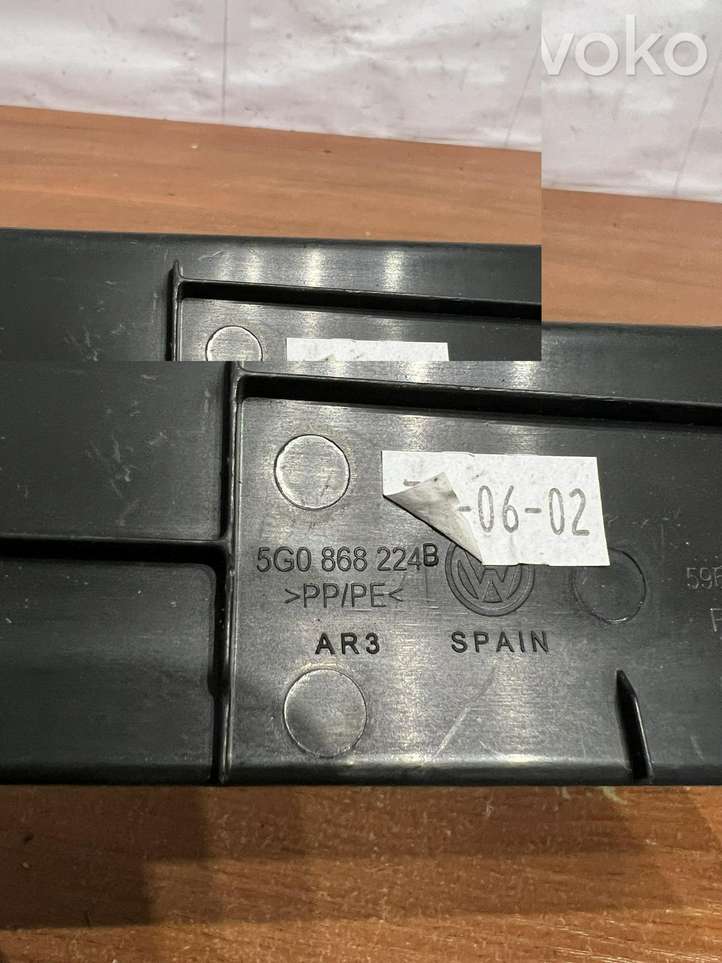 voko
-06-02
5G0 868 224B
>PP/PE<
AR3 SPAIN